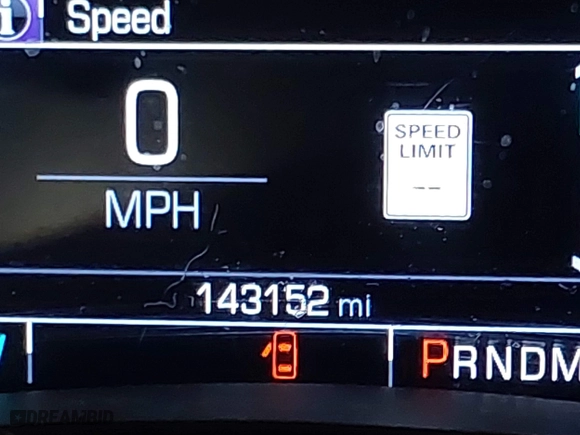 i Speed
0
MPH
SPEED
LIMIT
--
143152 mi
PRNDM
DREAMBID